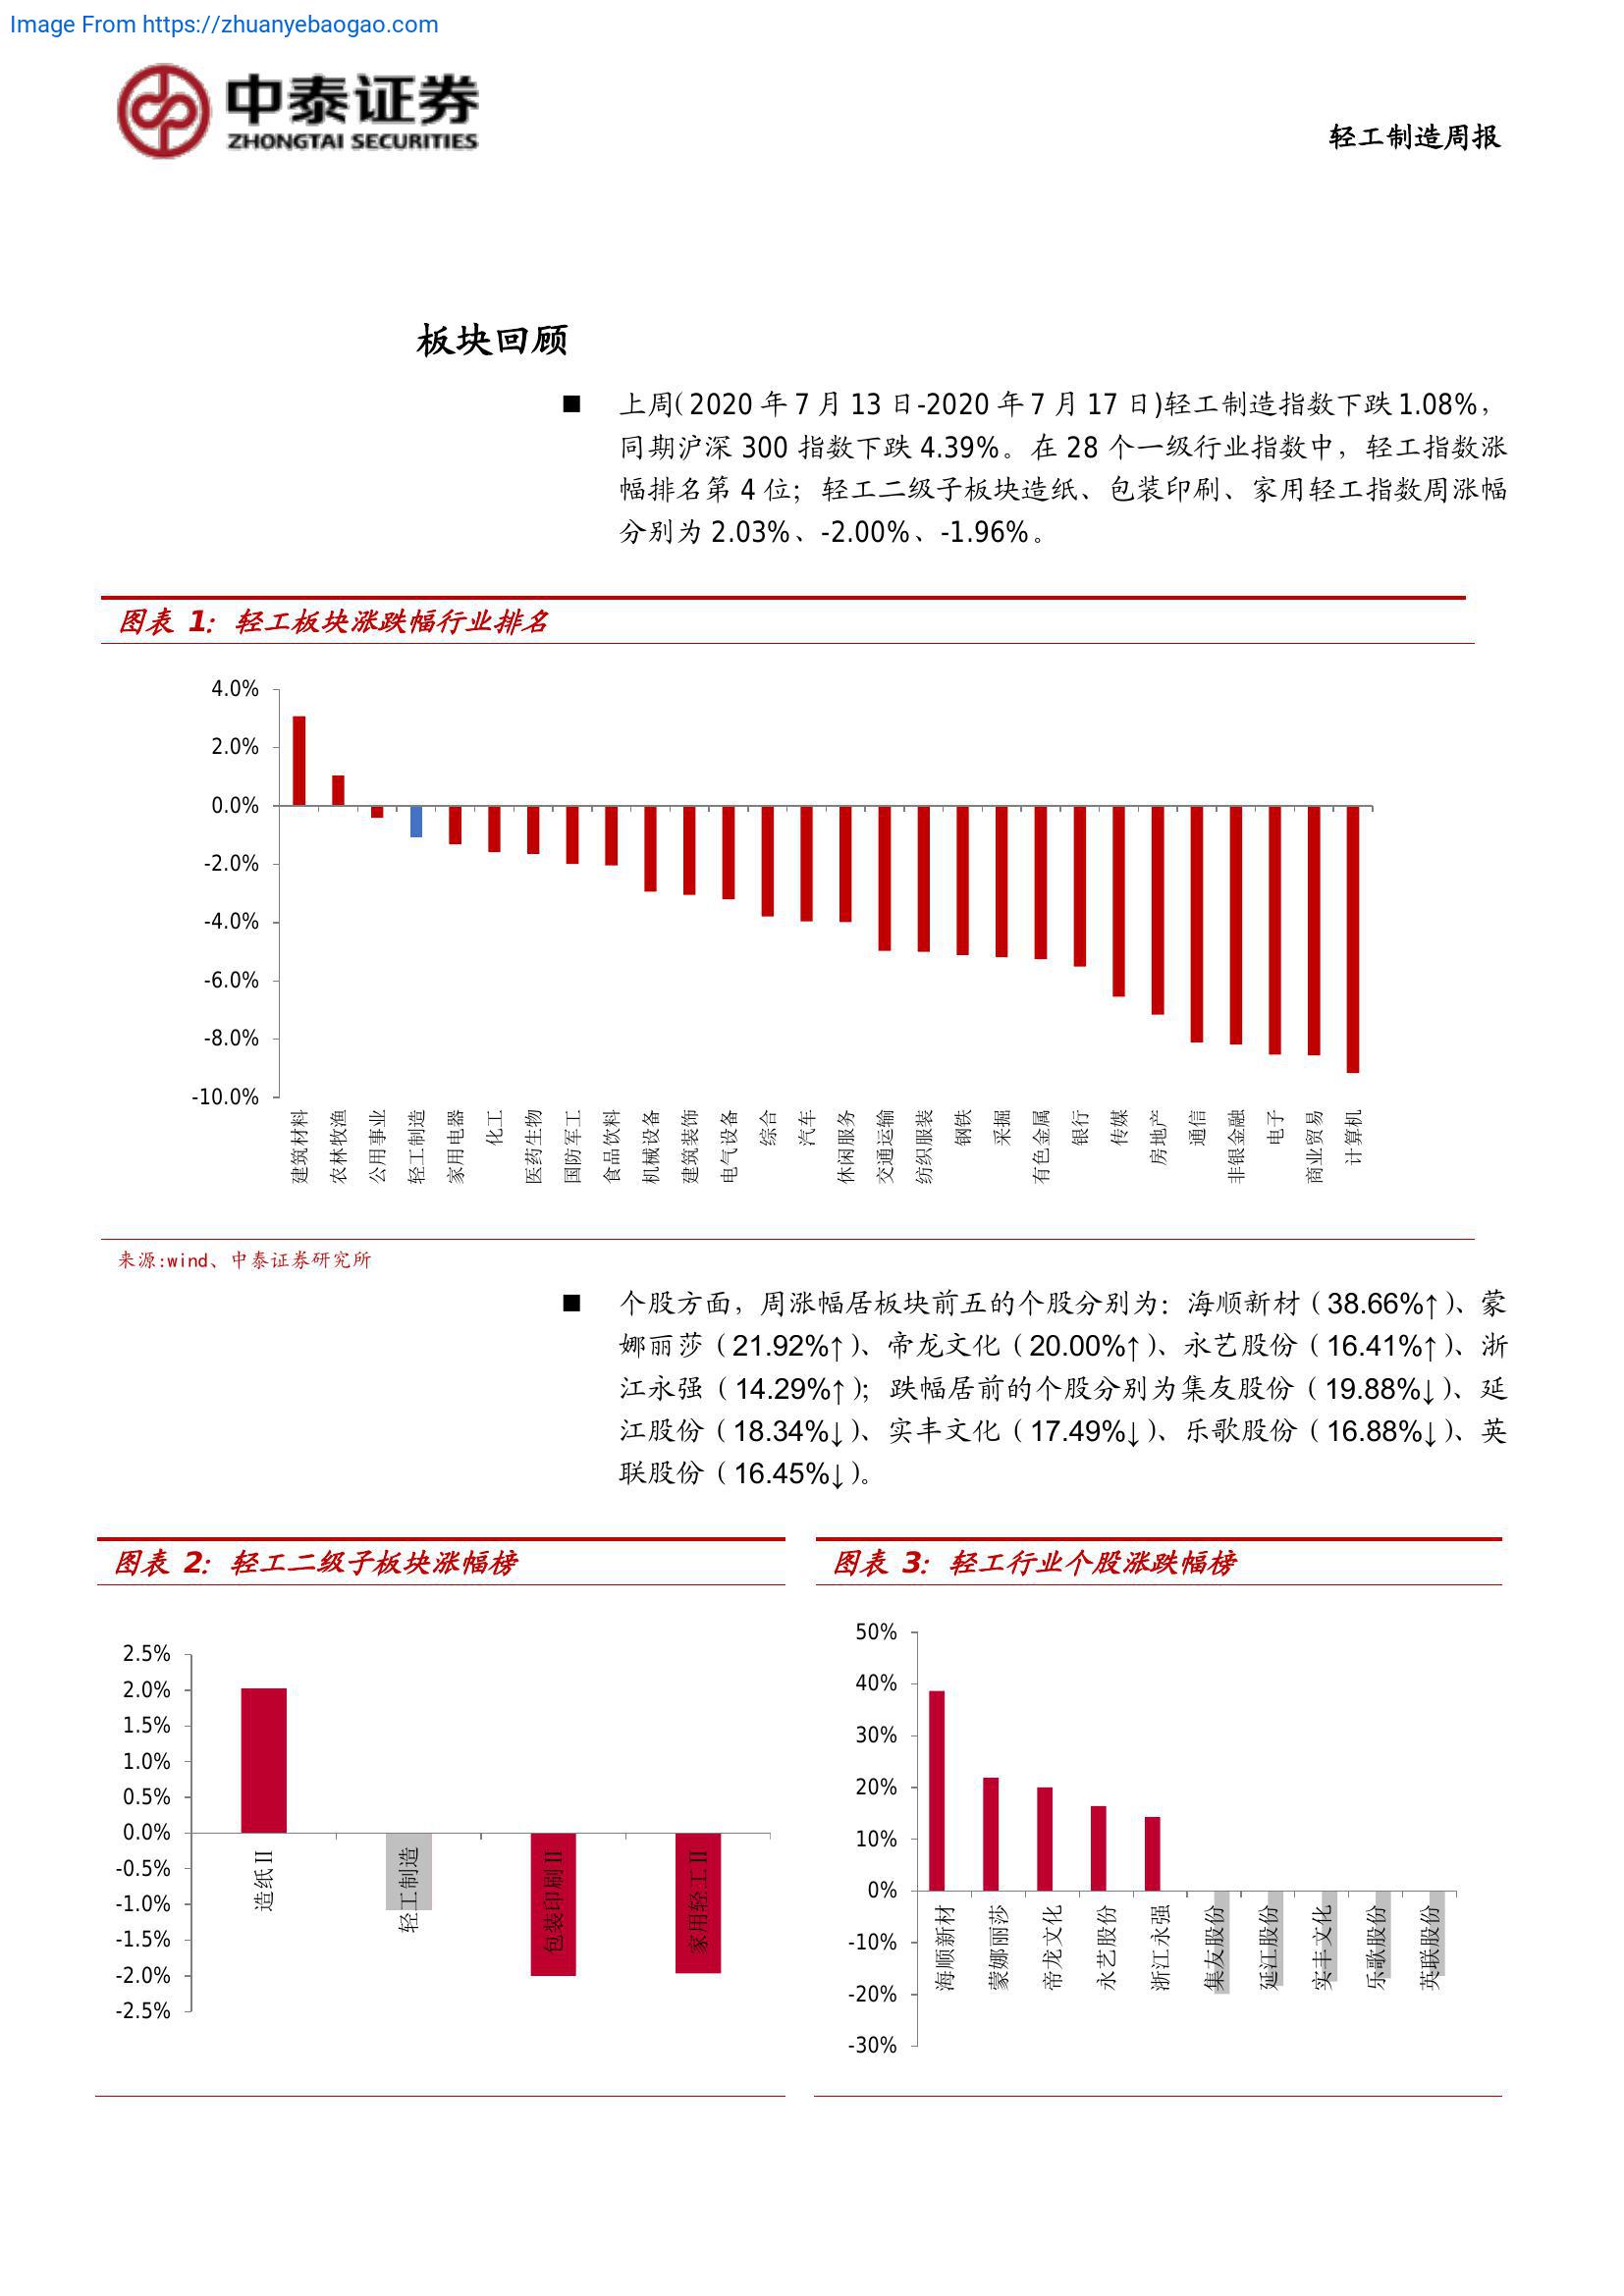 Image From https://zhuanyebaogao.com
中泰证券
ZHONGTAI SECURITIES
轻工制造周报
板块回顾
■ 上周(2020 年 7 月 13 日-2020 年 7 月 17 日)轻工制造指数下跌 1.08%，
同期沪深 300 指数下跌 4.39%。在 28 个一级行业指数中，轻工指数涨
幅排名第 4 位；轻工二级子板块造纸、包装印刷、家用轻工指数周涨幅
分别为 2.03%、-2.00%、-1.96%。
图表 1：轻工板块涨跌幅行业排名
4.0%
2.0%
0.0%
-2.0%
-4.0%
-6.0%
-8.0%
-10.0%
建筑材料
农林牧渔
公用事业
轻工制造
家用电器
化工
医药生物
国防军工
食品饮料
机械设备
建筑装饰
电气设备
综合
汽车
休闲服务
交通运输
纺织服装
钢铁
采掘
有色金属
银行
传媒
房地产
通信
非银金融
电子
商业贸易
计算机
来源:wind、中泰证券研究所
■ 个股方面，周涨幅居板块前五的个股分别为：海顺新材（38.66%↑）、蒙
娜丽莎（21.92%↑）、帝龙文化（20.00%↑）、永艺股份（16.41%↑）、浙
江永强（14.29%↑）；跌幅居前的个股分别为集友股份（19.88%↓）、延
江股份（18.34%↓）、实丰文化（17.49%↓）、乐歌股份（16.88%↓）、英
联股份（16.45%↓）。
图表 2：轻工二级子板块涨幅榜
2.5%
2.0%
1.5%
1.0%
0.5%
0.0%
-0.5%
-1.0%
-1.5%
-2.0%
-2.5%
造纸Ⅱ
轻工制造
包装印刷Ⅱ
家用轻工Ⅱ
图表 3：轻工行业个股涨跌幅榜
50%
40%
30%
20%
10%
0%
-10%
-20%
-30%
海顺新材
蒙娜丽莎
帝龙文化
永艺股份
浙江永强
集友股份
延江股份
实丰文化
乐歌股份
英联股份